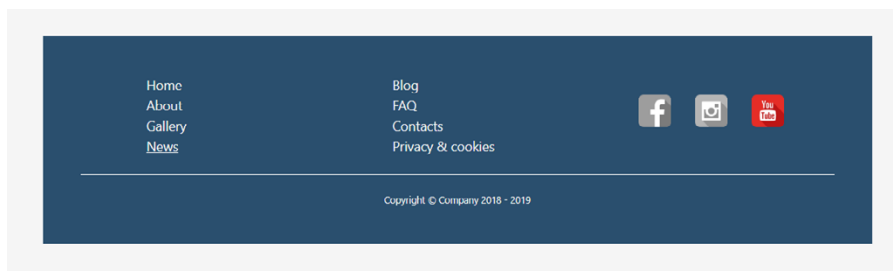 Home
About
Gallery
News
Blog
FAQ
Contacts
Privacy & cookies
f
You
Tube
Copyright © Company 2018 - 2019